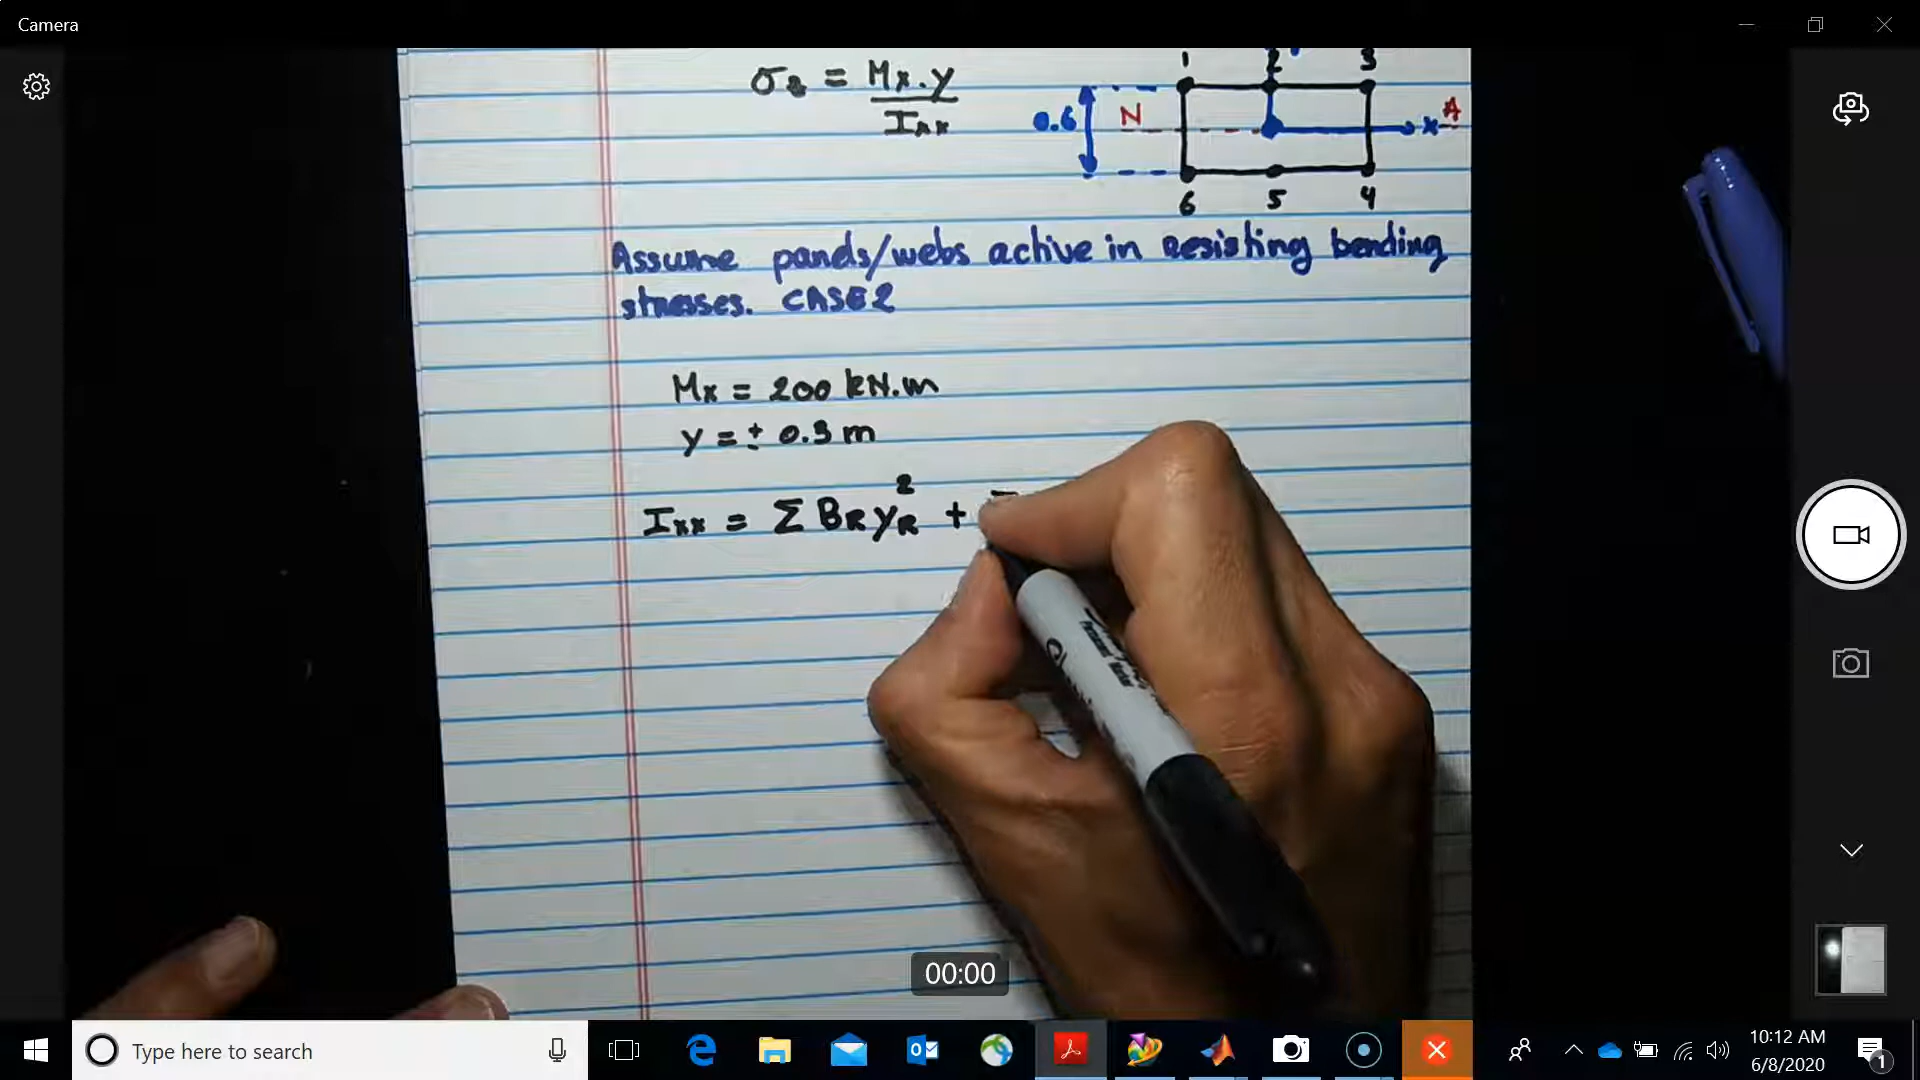 Camera
σz = Mx.y
Ixx
1 2 3
0.6 N x A
6 5 4
Assume panels/webs active in resisting bending
stresses. CASE2
Mx = 200 kN.m
y = ± 0.3 m
Ixx = Σ BR yR² +
00:00
Type here to search
10:12 AM
6/8/2020
1